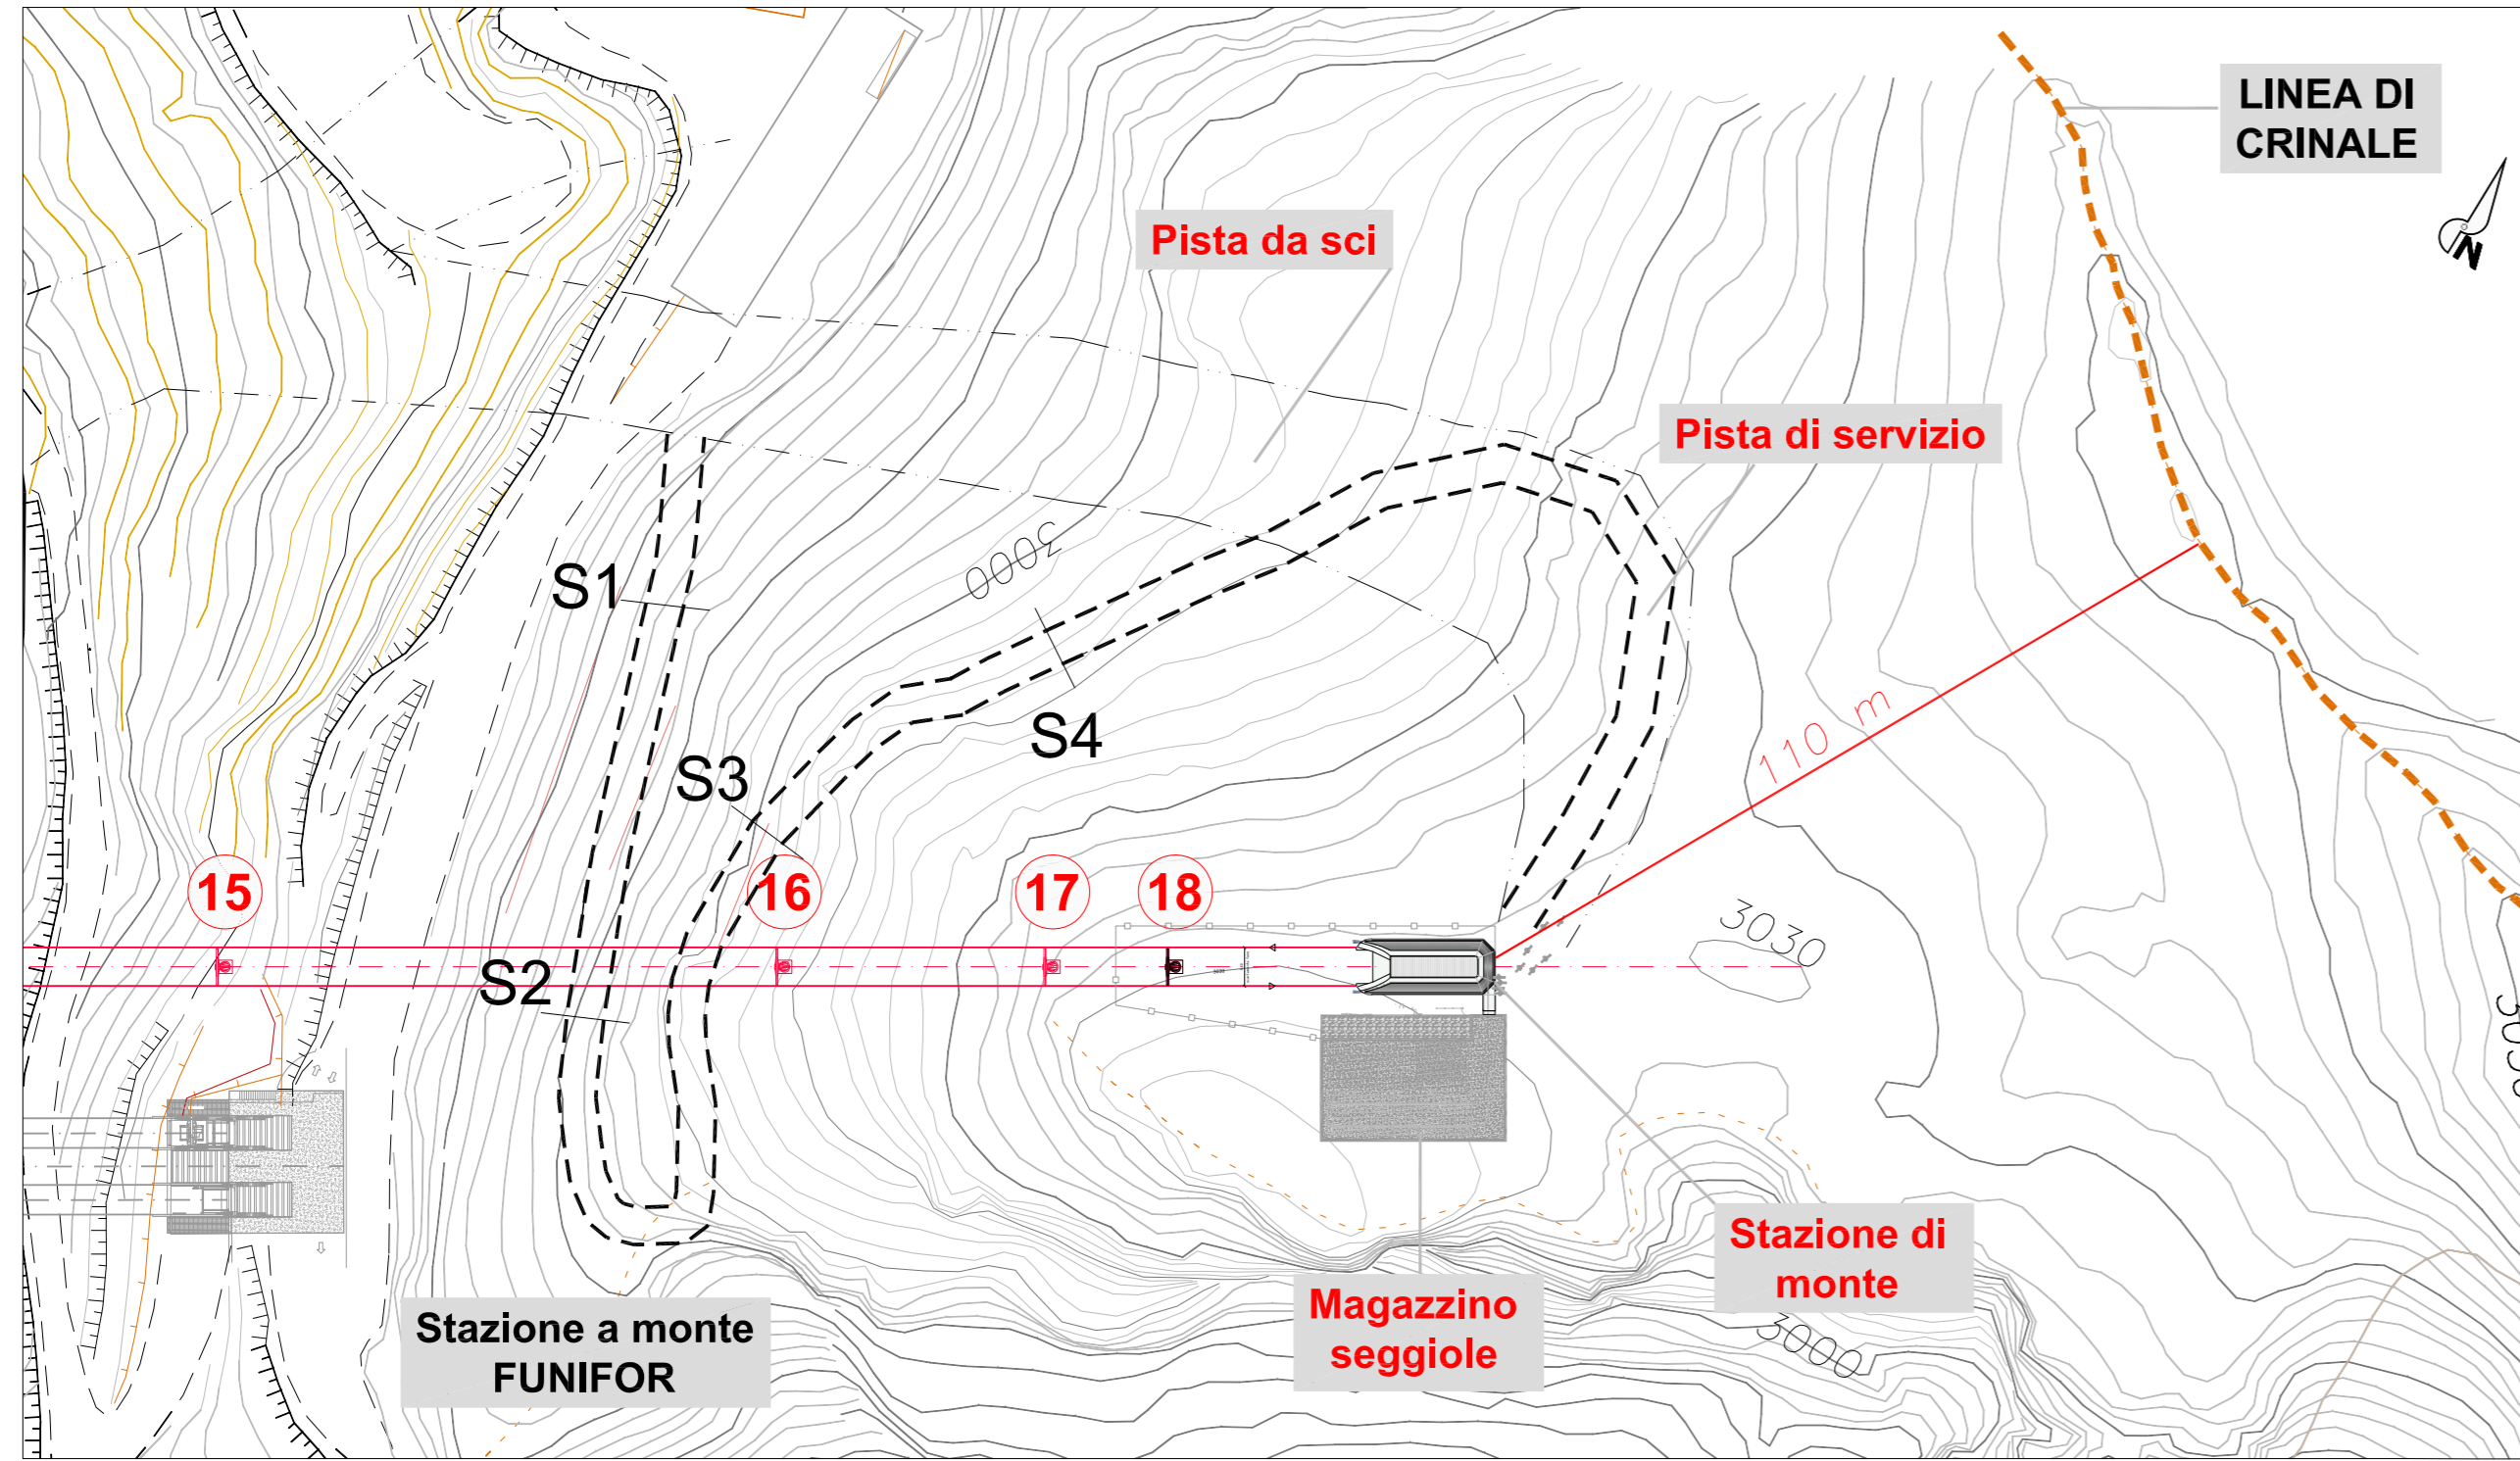 LINEA DI
CRINALE
N
Pista da sci
Pista di servizio
3000
S1
S4
110 m
S3
15
16
17
18
3030
S2
Stazione di
monte
Magazzino
seggiole
Stazione a monte
FUNIFOR
3000